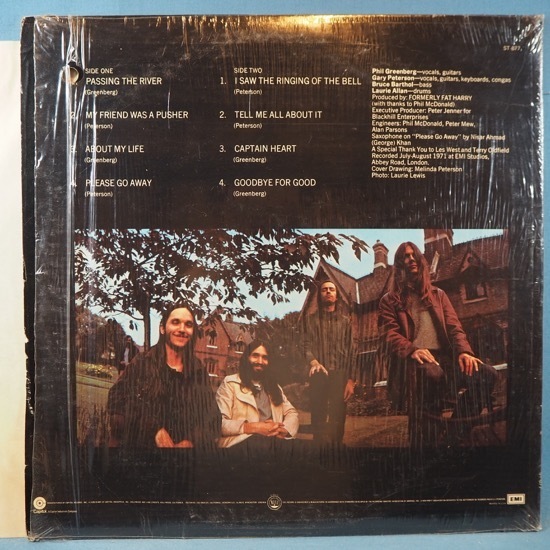 ST 877.
SIDE ONE
PASSING THE RIVER
(Greenberg)
2. MY FRIEND WAS A PUSHER
(Peterson)
3. ABOUT MY LIFE
(Greenberg)
4. PLEASE GO AWAY
(Peterson)
SIDE TWO
1. I SAW THE RINGING OF THE BELL
(Peterson)
2. TELL ME ALL ABOUT IT
(Peterson)
3. CAPTAIN HEART
(Greenberg)
4. GOODBYE FOR GOOD
(Greenberg)
Phil Greenberg—vocals, guitars
Gary Peterson—vocals, guitars, keyboards, congas
Bruce Barthol—bass
Laurie Allan—drums
Produced by: FORMERLY FAT HARRY
(with thanks to Phil McDonald)
Executive Producer: Peter Jenner for
Blackhill Enterprises
Engineers: Phil McDonald, Peter Mew,
Alan Parsons
Saxophone on "Please Go Away" by Nisar Ahmad
(George) Khan
A Special Thank You to Les West and Terry Oldfield
Recorded July-August 1971 at EMI Studios,
Abbey Road, London.
Cover Drawing: Melinda Peterson
Photo: Laurie Lewis
Capitol
EMI